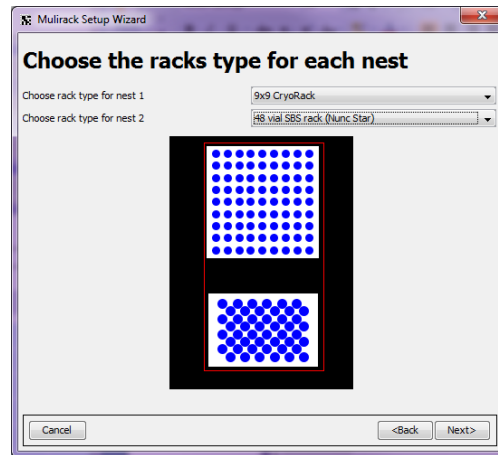 Mulirack Setup Wizard
Choose the racks type for each nest
Choose rack type for nest 1 9x9 CryoRack
Choose rack type for nest 2 48 vial SBS rack (Nunc Star)
Cancel <Back Next>